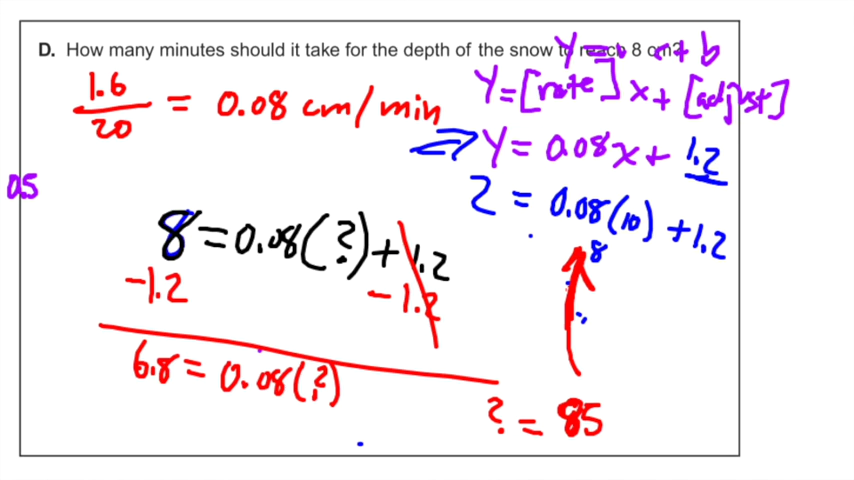 D. How many minutes should it take for the depth of the snow to reach 8 cm?
Y = + b
1.6/20 = 0.08 cm/min
Y = [rate] x + [adjust]
⇒ Y = 0.08x + 1.2
0.5
2 = 0.08(10) + 1.2
8
8 = 0.08(?) + 1.2
-1.2 -1.2
6.8 = 0.08(?)
? = 85